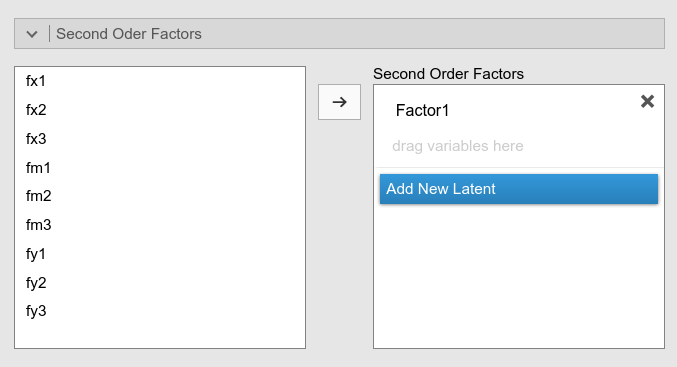 Second Oder Factors
fx1
fx2
fx3
fm1
fm2
fm3
fy1
fy2
fy3
Second Order Factors
Factor1
drag variables here
Add New Latent